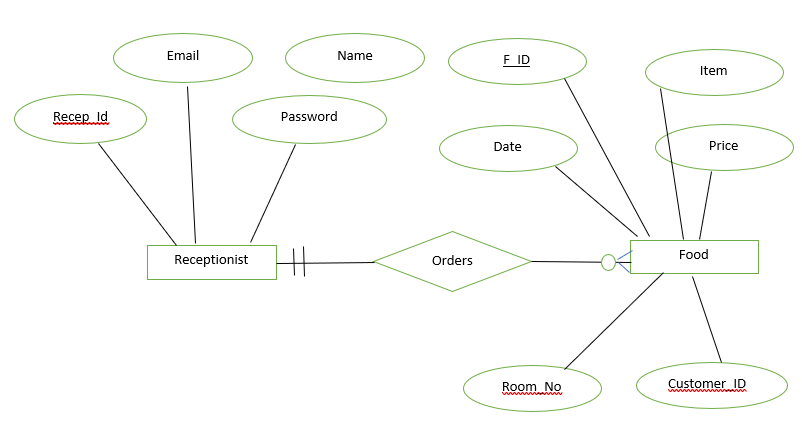 Email
Name
F_ID
Item
Recep_Id
Password
Date
Price
Receptionist
Orders
Food
Room_No
Customer_ID